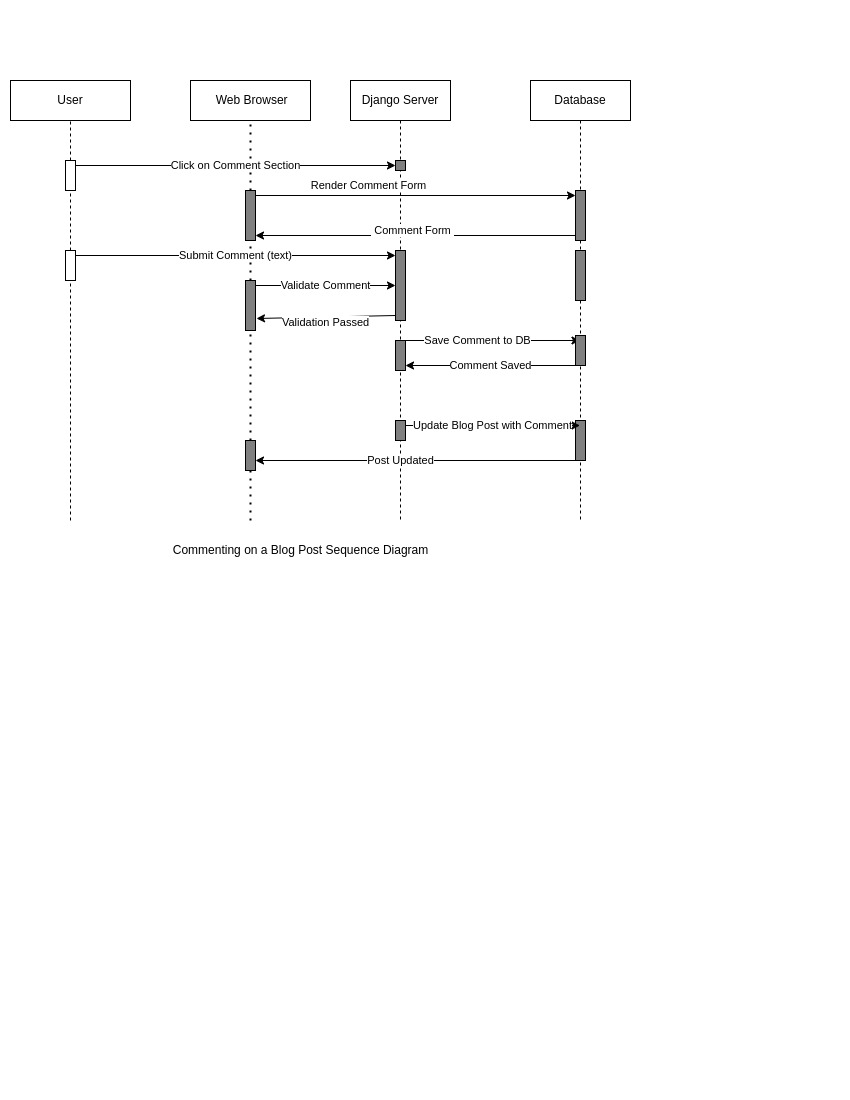 User
Web Browser
Django Server
Database
Click on Comment Section
Render Comment Form
Comment Form
Submit Comment (text)
Validate Comment
Validation Passed
Save Comment to DB
Comment Saved
Update Blog Post with Comment
Post Updated
Commenting on a Blog Post Sequence Diagram